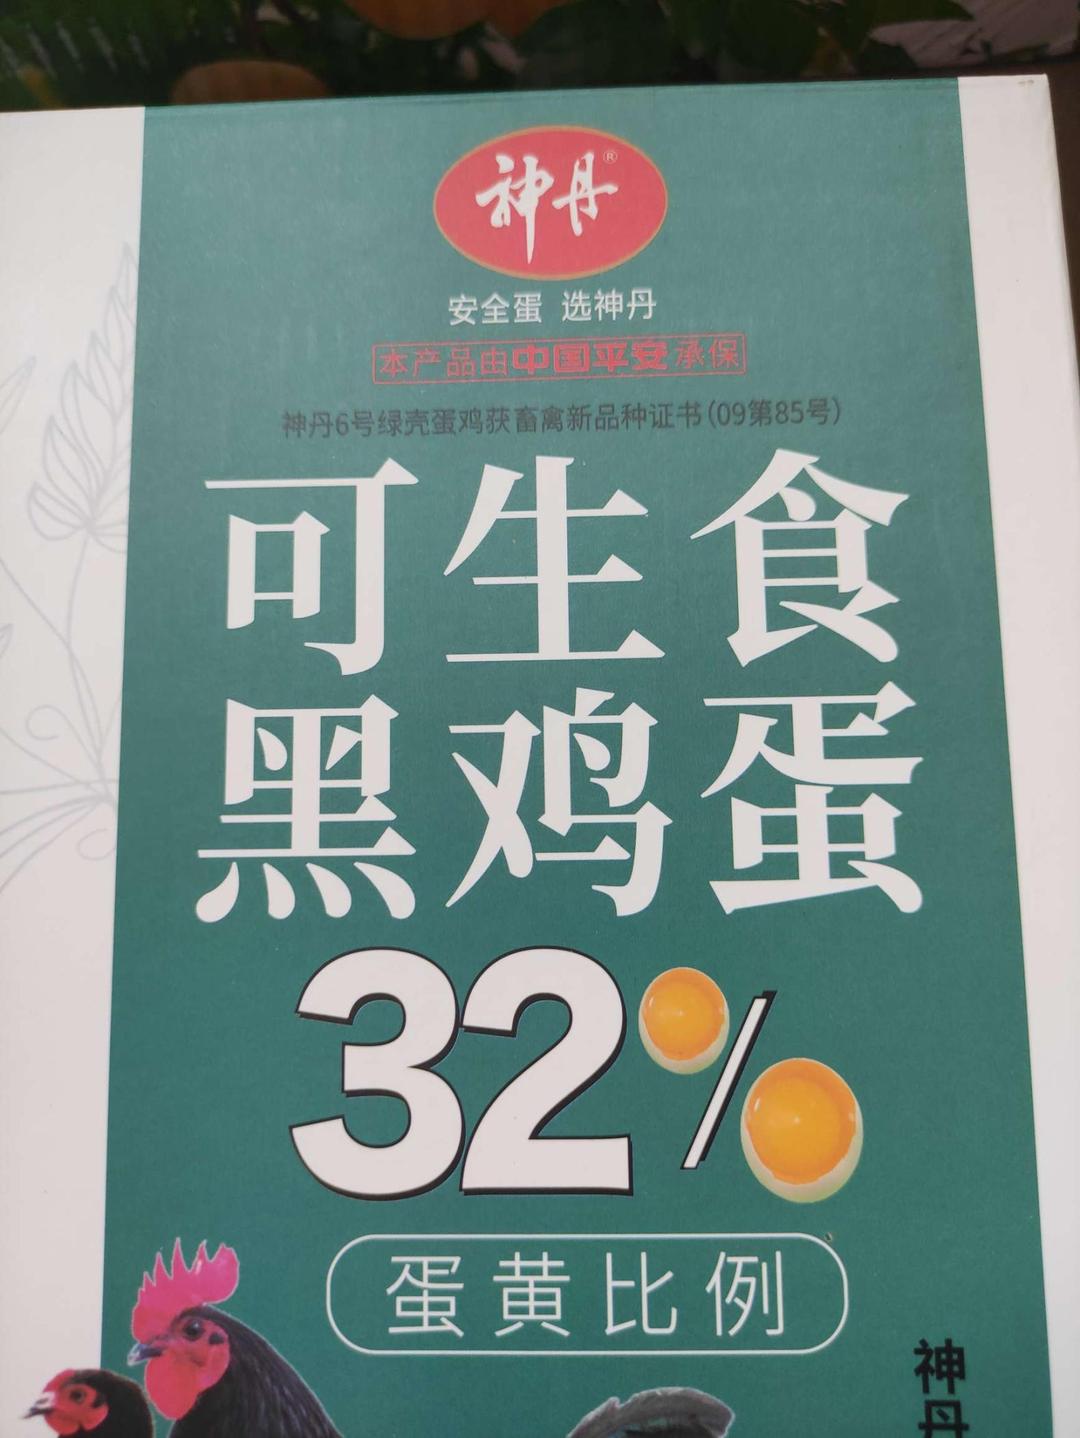 神丹®
安全蛋 选神丹
本产品由中国平安承保
神丹6号绿壳蛋鸡获畜禽新品种证书(09第85号)
可生食
黑鸡蛋
32%
蛋黄比例
神丹